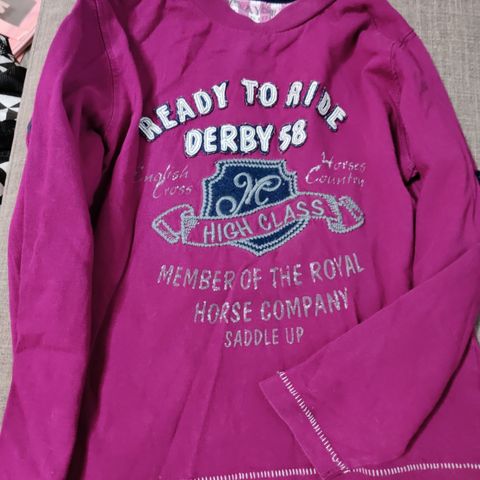 READY TO RIDE
DERBY 58
English Cross
Horses Country
M
HIGH CLASS
MEMBER OF THE ROYAL
HORSE COMPANY
SADDLE UP